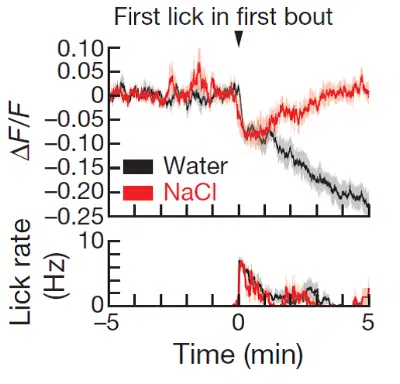 First lick in first bout
0.10
0.05
0
−0.05
−0.10
−0.15
−0.20
−0.25
ΔF/F
Water
NaCl
10
0
Lick rate
(Hz)
−5 0 5
Time (min)